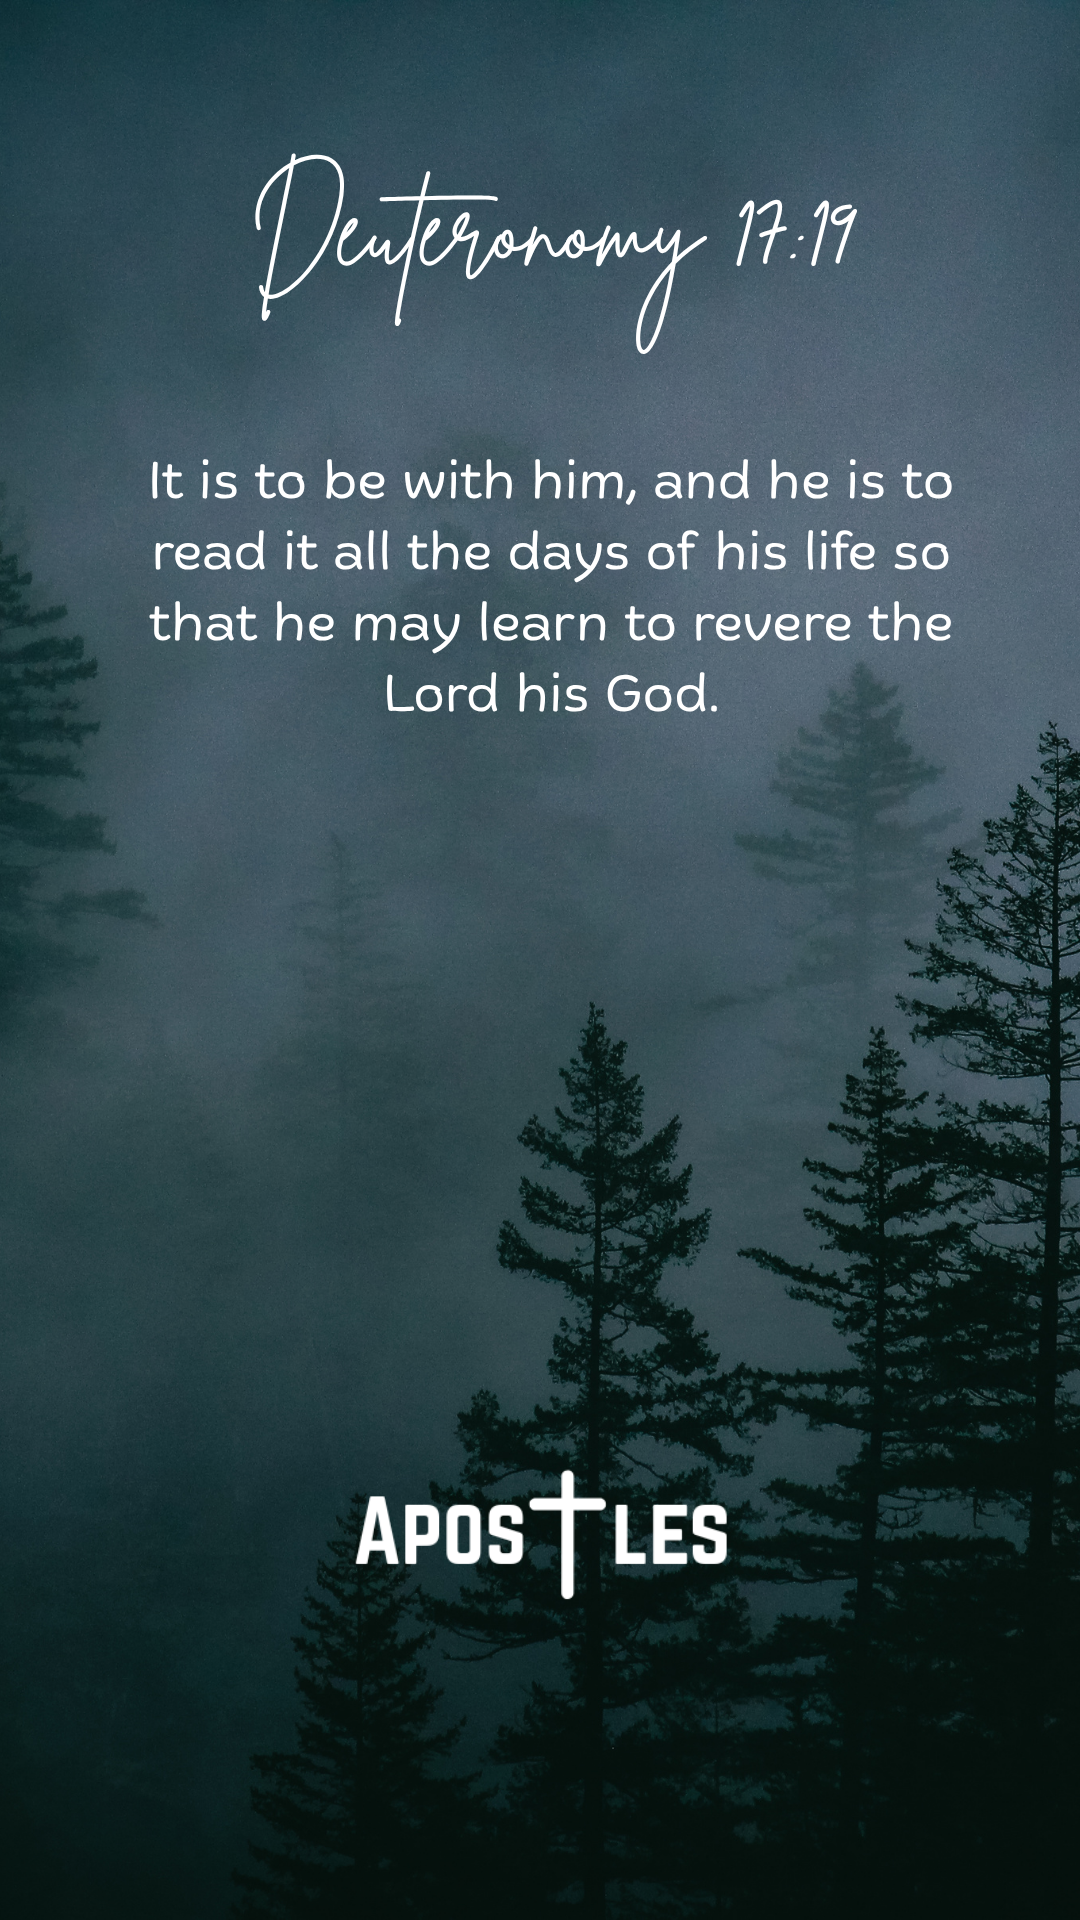 Deuteronomy 17:19
It is to be with him, and he is to
read it all the days of his life so
that he may learn to revere the
Lord his God.
APOSTLES